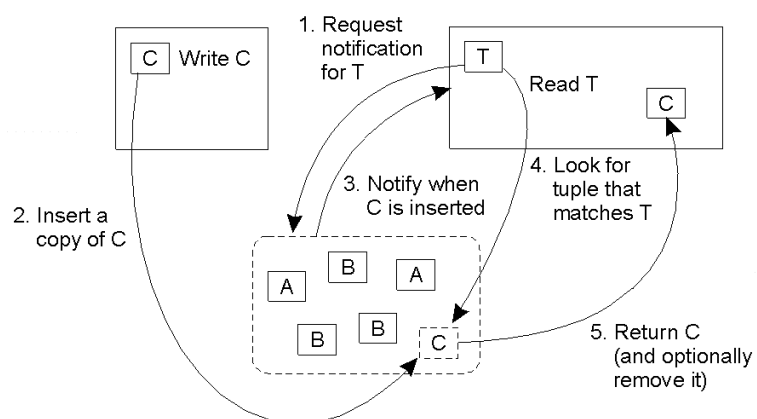 1. Request
notification
for T
C
Write C
T
Read T
C
2. Insert a
copy of C
3. Notify when
C is inserted
4. Look for
tuple that
matches T
A
B
A
B
B
C
5. Return C
(and optionally
remove it)